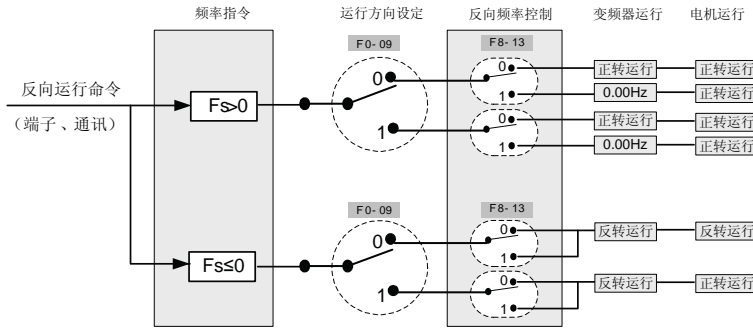 频率指令 运行方向设定 反向频率控制 变频器运行 电机运行
F0-09 F8-13
反向运行命令
（端子、通讯）
Fs>0
0
1
0 正转运行 正转运行
1 0.00Hz 正转运行
0 正转运行 正转运行
1 0.00Hz 正转运行
F0-09 F8-13
Fs≤0
0
1
0 反转运行 反转运行
1
0 反转运行 正转运行
1